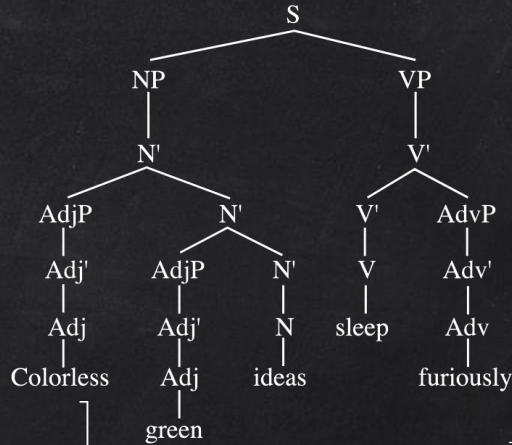 S
NP VP
N' V'
AdjP N' V' AdvP
Adj' AdjP N' V Adv'
Adj Adj' N sleep Adv
Colorless Adj ideas furiously
green